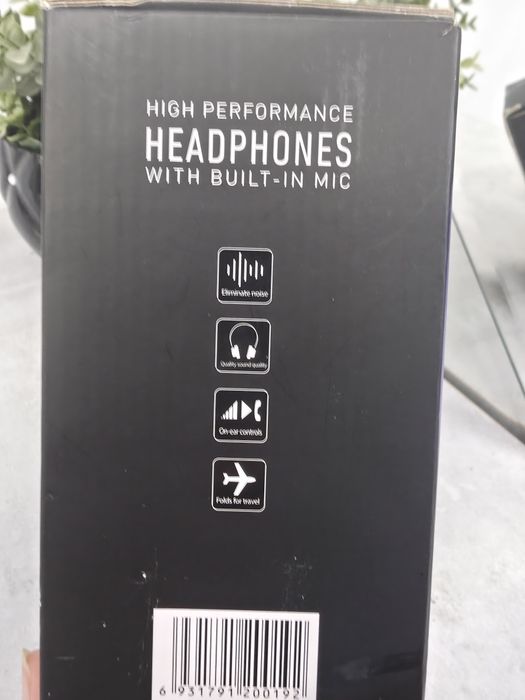 HIGH PERFORMANCE
HEADPHONES
WITH BUILT-IN MIC
Eliminate noise
Quality sound quality
On-ear controls
Folds for travel
6 931791 200192